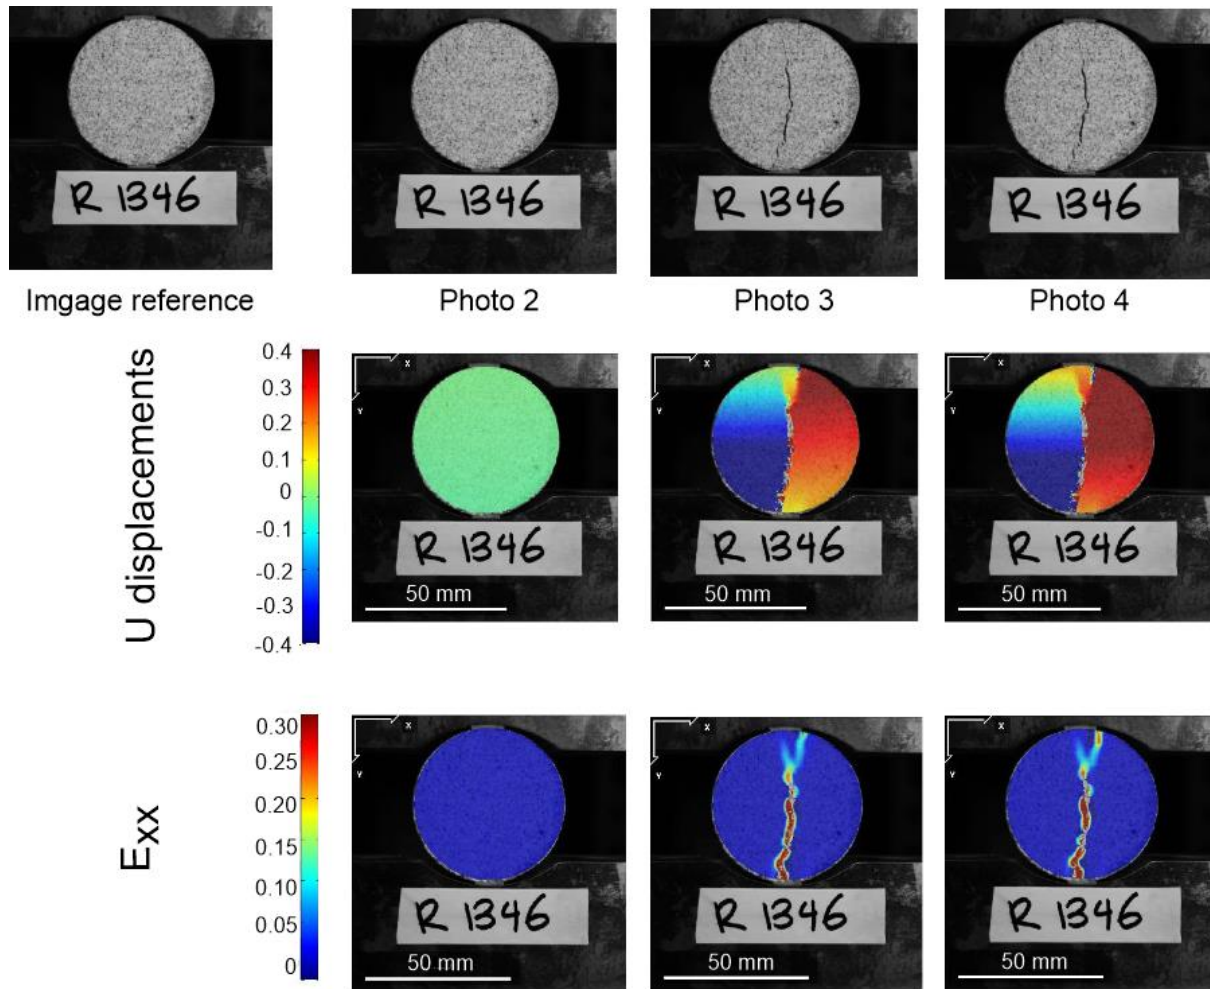 R 1346
R 1346
R 1346
R 1346
Imgage reference
Photo 2
Photo 3
Photo 4
U displacements
0.4
0.3
0.2
0.1
0
-0.1
-0.2
-0.3
-0.4
X
Y
R 1346
50 mm
X
Y
R 1346
50 mm
X
Y
R 1346
50 mm
Exx
0.30
0.25
0.20
0.15
0.10
0.05
0
X
Y
R 1346
50 mm
X
Y
R 1346
50 mm
X
Y
R 1346
50 mm